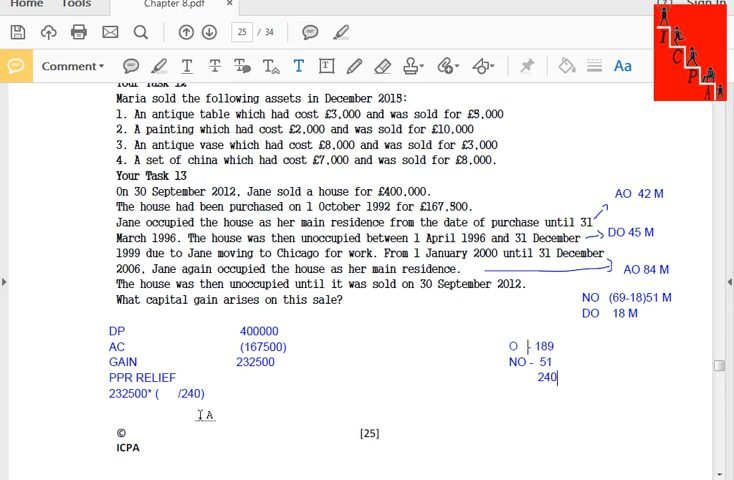 Home Tools Chapter 8.pdf × Sign In
25 / 34
Comment T T T T T T Aa
I
C
P
A
Your Task 12
Maria sold the following assets in December 2015:
1. An antique table which had cost £3,000 and was sold for £5,000
2. A painting which had cost £2,000 and was sold for £10,000
3. An antique vase which had cost £8,000 and was sold for £3,000
4. A set of china which had cost £7,000 and was sold for £8,000.
Your Task 13
On 30 September 2012, Jane sold a house for £400,000.
The house had been purchased on 1 October 1992 for £167,500.
AO 42 M
Jane occupied the house as her main residence from the date of purchase until 31
March 1996. The house was then unoccupied between 1 April 1996 and 31 December
DO 45 M
1999 due to Jane moving to Chicago for work. From 1 January 2000 until 31 December
2006, Jane again occupied the house as her main residence.
AO 84 M
The house was then unoccupied until it was sold on 30 September 2012.
What capital gain arises on this sale?
NO (69-18)51 M
DO 18 M
DP 400000
AC (167500)
GAIN 232500
PPR RELIEF
232500* ( /240)
O - 189
NO - 51
240
© [25]
ICPA